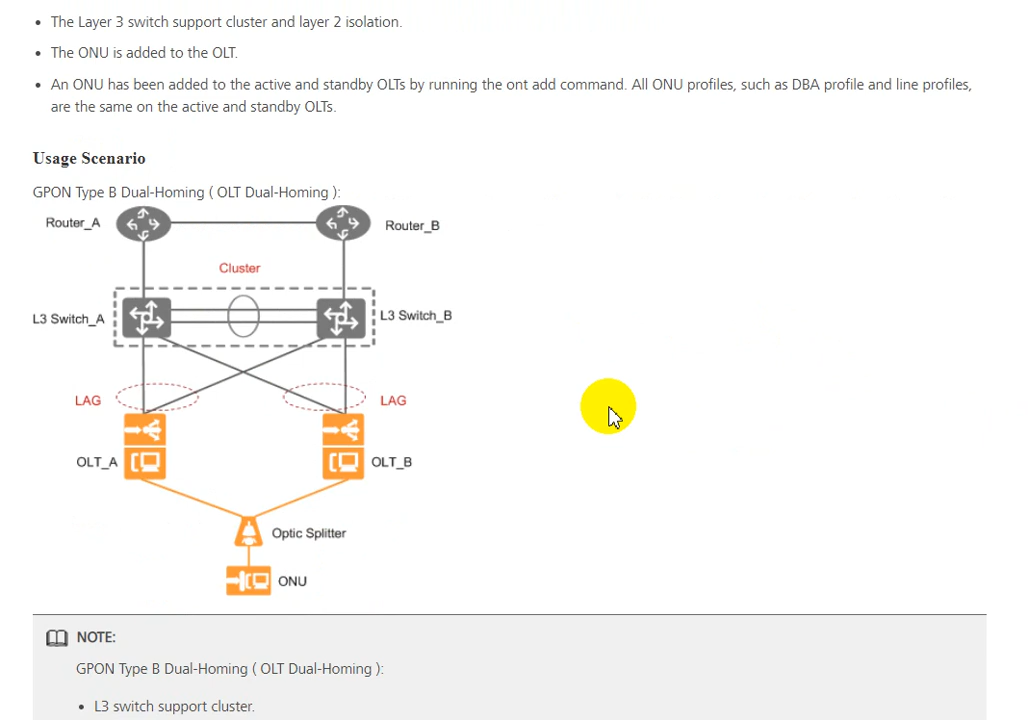 • The Layer 3 switch support cluster and layer 2 isolation.
• The ONU is added to the OLT.
• An ONU has been added to the active and standby OLTs by running the ont add command. All ONU profiles, such as DBA profile and line profiles,
are the same on the active and standby OLTs.
Usage Scenario
GPON Type B Dual-Homing ( OLT Dual-Homing ):
Router_A
Router_B
Cluster
L3 Switch_A
L3 Switch_B
LAG
LAG
OLT_A
OLT_B
Optic Splitter
ONU
NOTE:
GPON Type B Dual-Homing ( OLT Dual-Homing ):
• L3 switch support cluster.